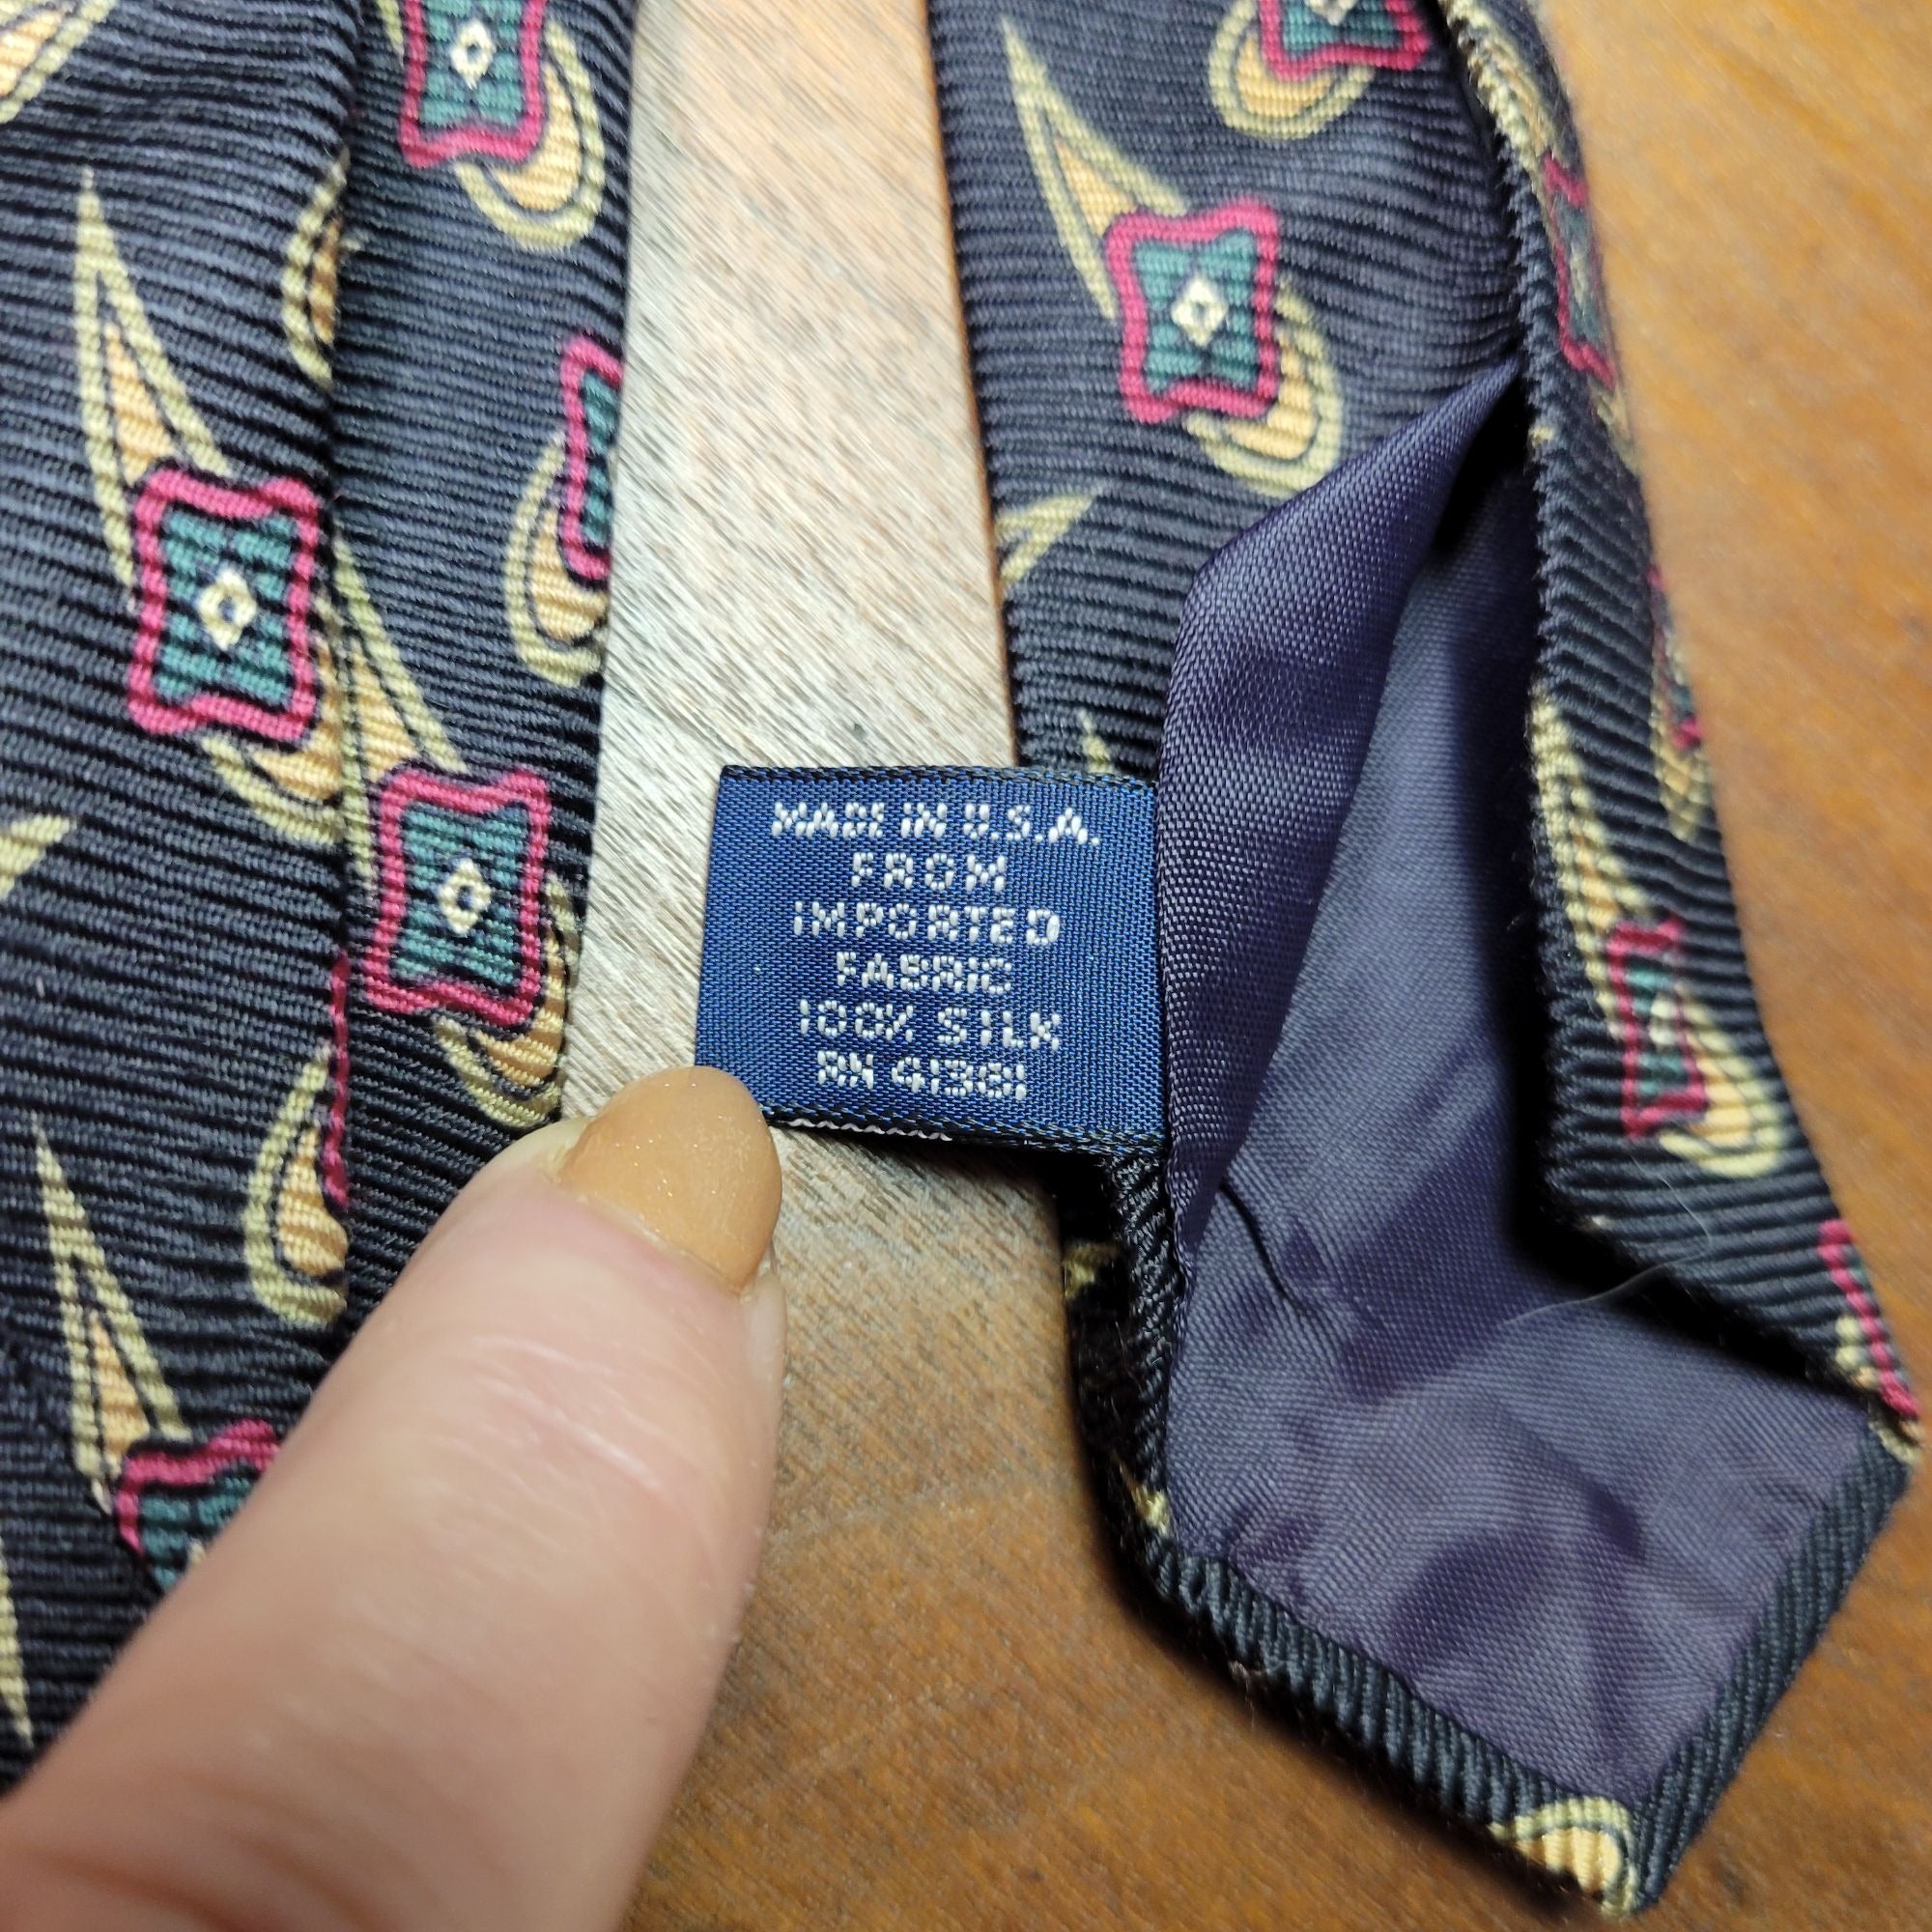 MADE IN U.S.A.
FROM
IMPORTED
FABRIC
100% SILK
RN 41381